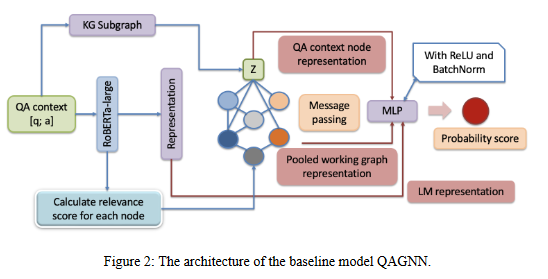 KG Subgraph
QA context
[q; a]
RoBERTa-large
Representation
Calculate relevance
score for each node
Z
QA context node
representation
Message
passing
Pooled working graph
representation
With ReLU and
BatchNorm
MLP
Probability score
LM representation
Figure 2: The architecture of the baseline model QAGNN.